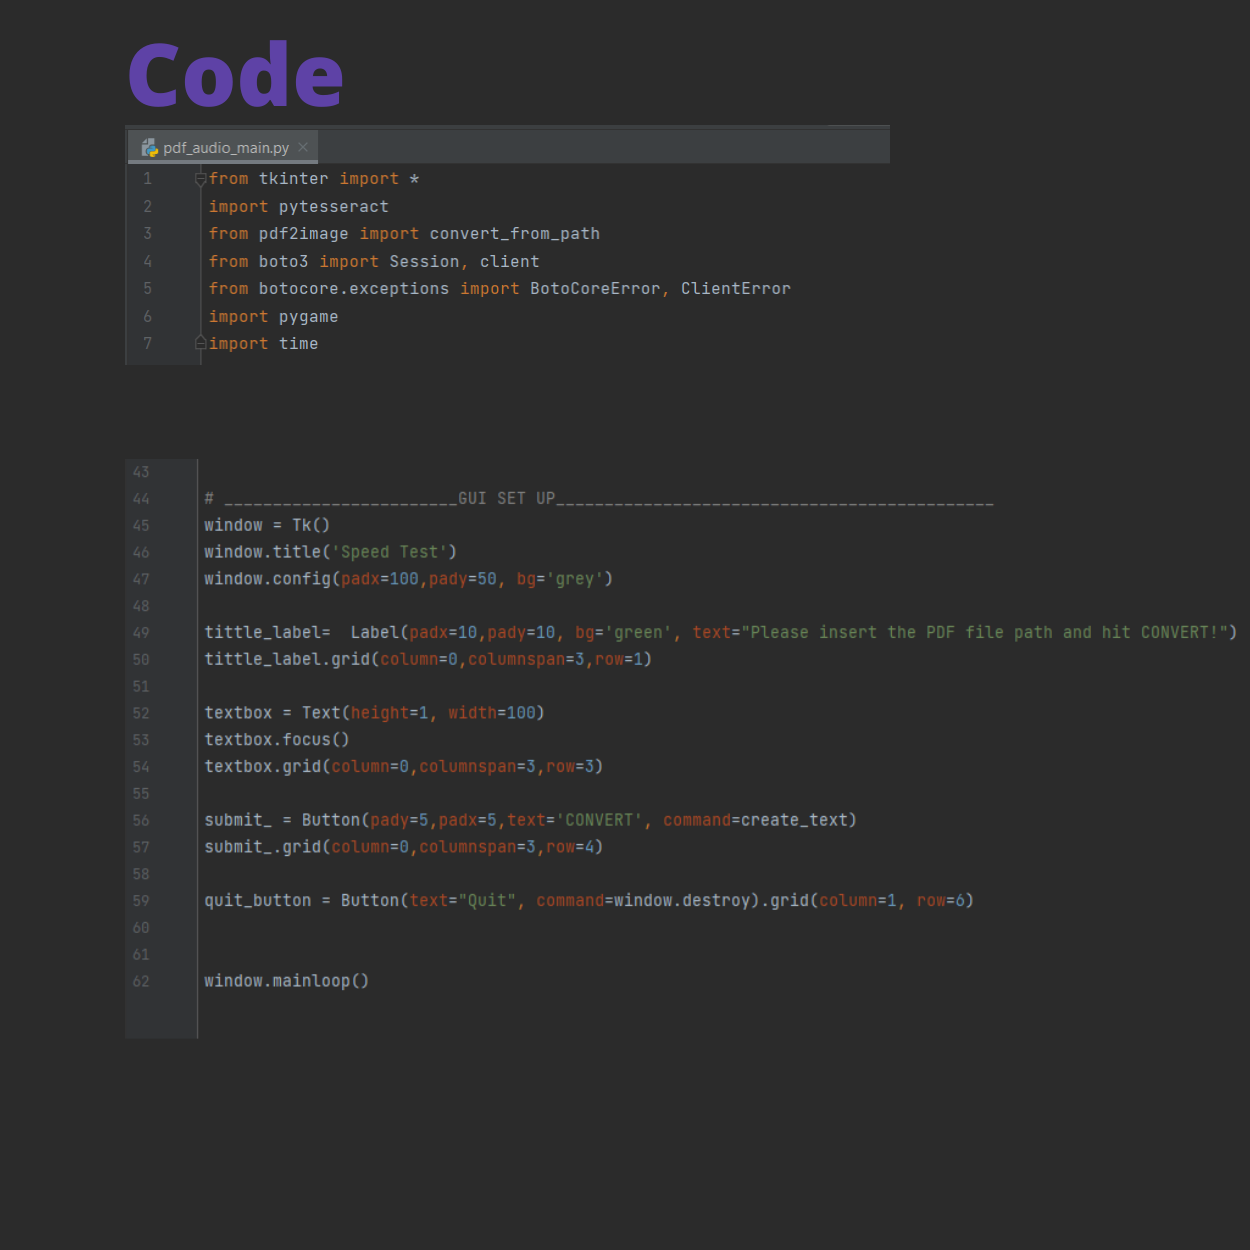 Code
pdf_audio_main.py
1 from tkinter import *
2 import pytesseract
3 from pdf2image import convert_from_path
4 from boto3 import Session, client
5 from botocore.exceptions import BotoCoreError, ClientError
6 import pygame
7 import time
43
44 # ________________________GUI SET UP_____________________________________________
45 window = Tk()
46 window.title('Speed Test')
47 window.config(padx=100,pady=50, bg='grey')
48
49 tittle_label=  Label(padx=10,pady=10, bg='green', text="Please insert the PDF file path and hit CONVERT!")
50 tittle_label.grid(column=0,columnspan=3,row=1)
51
52 textbox = Text(height=1, width=100)
53 textbox.focus()
54 textbox.grid(column=0,columnspan=3,row=3)
55
56 submit_ = Button(pady=5,padx=5,text='CONVERT', command=create_text)
57 submit_.grid(column=0,columnspan=3,row=4)
58
59 quit_button = Button(text="Quit", command=window.destroy).grid(column=1, row=6)
60
61
62 window.mainloop()